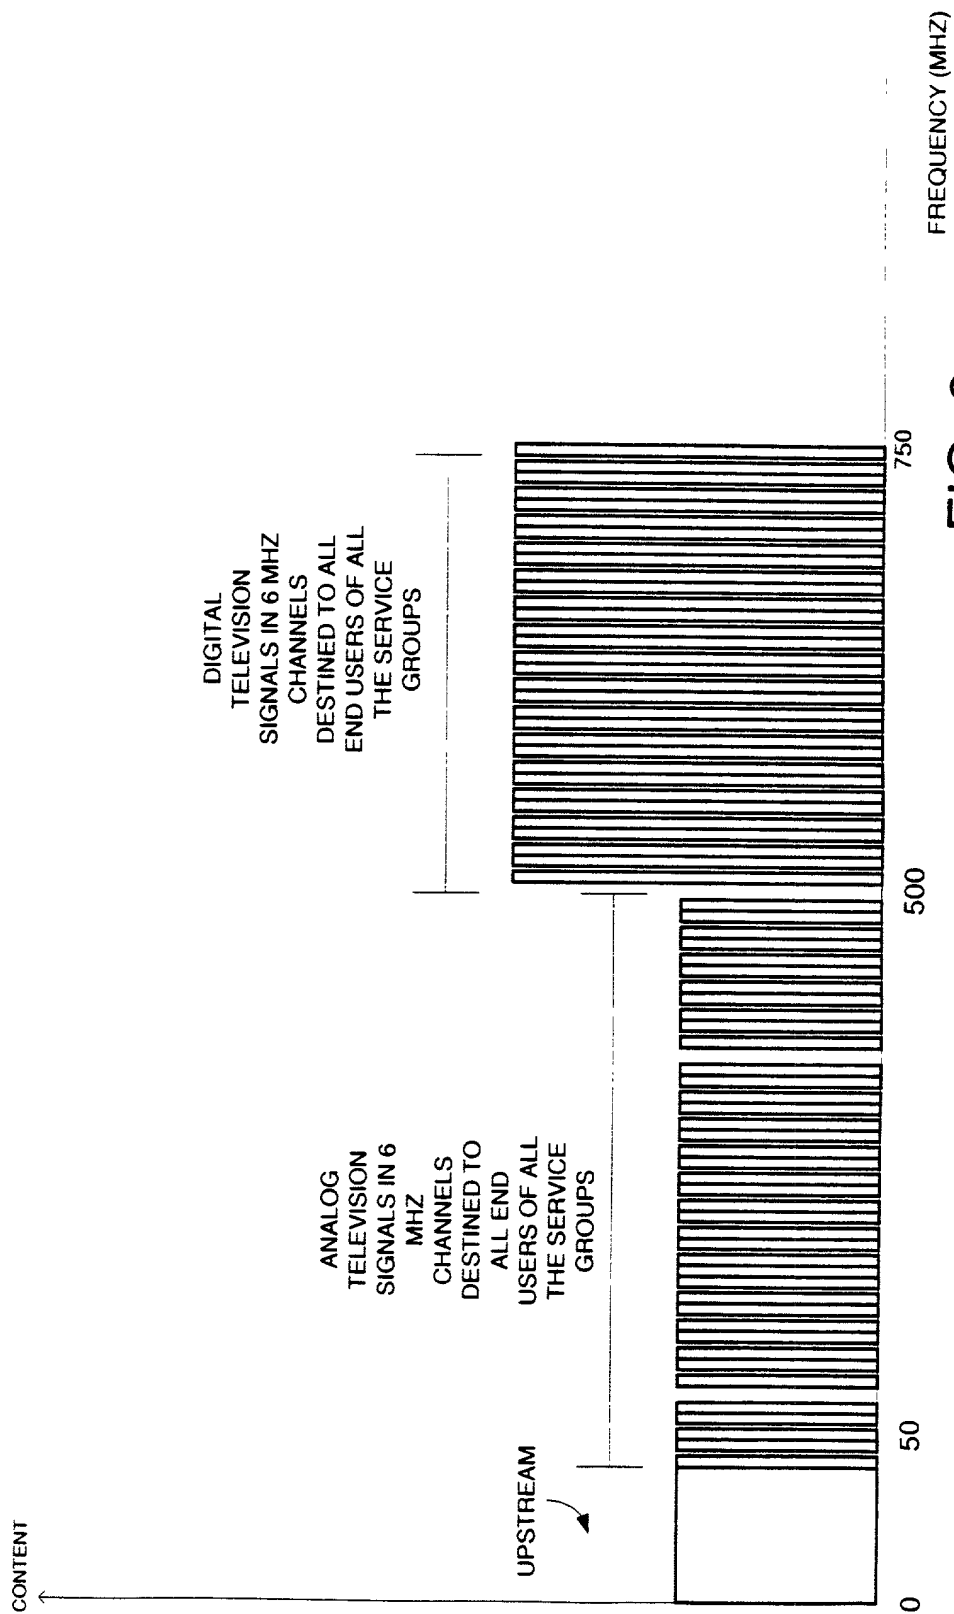 CONTENT
DIGITAL
TELEVISION
SIGNALS IN 6 MHZ
CHANNELS
DESTINED TO ALL
END USERS OF ALL
THE SERVICE
GROUPS
ANALOG
TELEVISION
SIGNALS IN 6
MHZ
CHANNELS
DESTINED TO
ALL END
USERS OF ALL
THE SERVICE
GROUPS
UPSTREAM
0
50
500
750
FREQUENCY (MHZ)